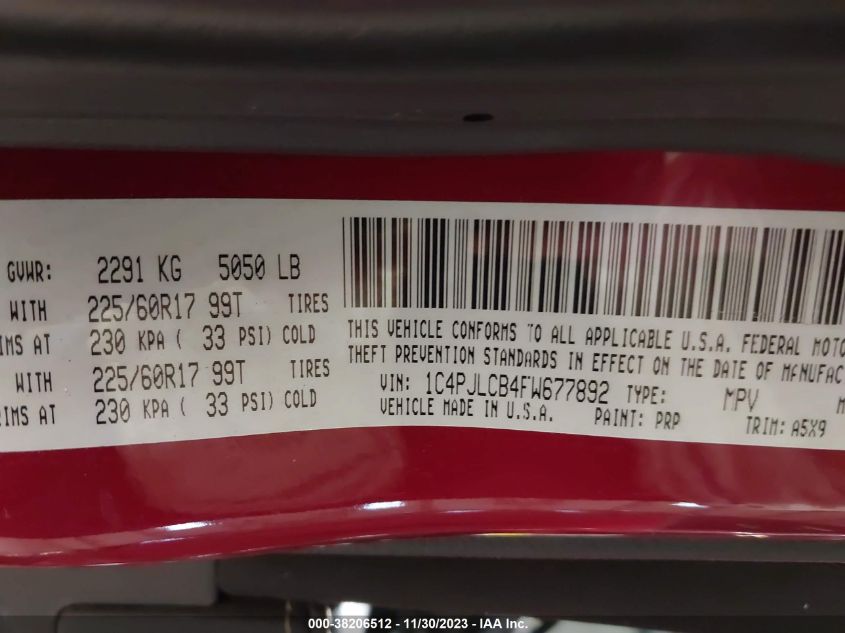 GVWR: 2291 KG 5050 LB
WITH 225/60R17 99T TIRES
IMS AT 230 KPA ( 33 PSI) COLD
WITH 225/60R17 99T TIRES
RIMS AT 230 KPA ( 33 PSI) COLD
THIS VEHICLE CONFORMS TO ALL APPLICABLE U.S.A. FEDERAL MOTO
THEFT PREVENTION STANDARDS IN EFFECT ON THE DATE OF MANUFAC
VIN: 1C4PJLCB4FW677892 TYPE: MPV M
VEHICLE MADE IN U.S.A. PAINT: PRP TRIM: A5X9
000-38206512 - 11/30/2023 - IAA Inc.